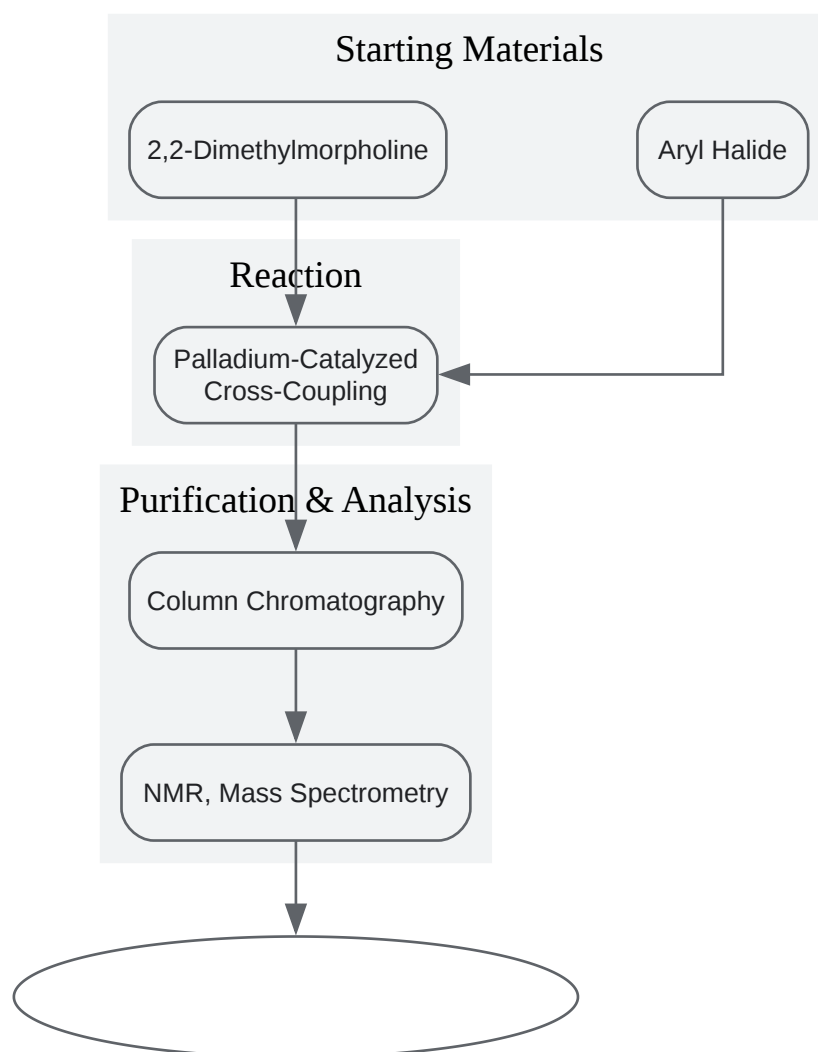 Starting Materials
2,2-Dimethylmorpholine
Aryl Halide
Reaction
Palladium-Catalyzed
Cross-Coupling
Purification & Analysis
Column Chromatography
NMR, Mass Spectrometry